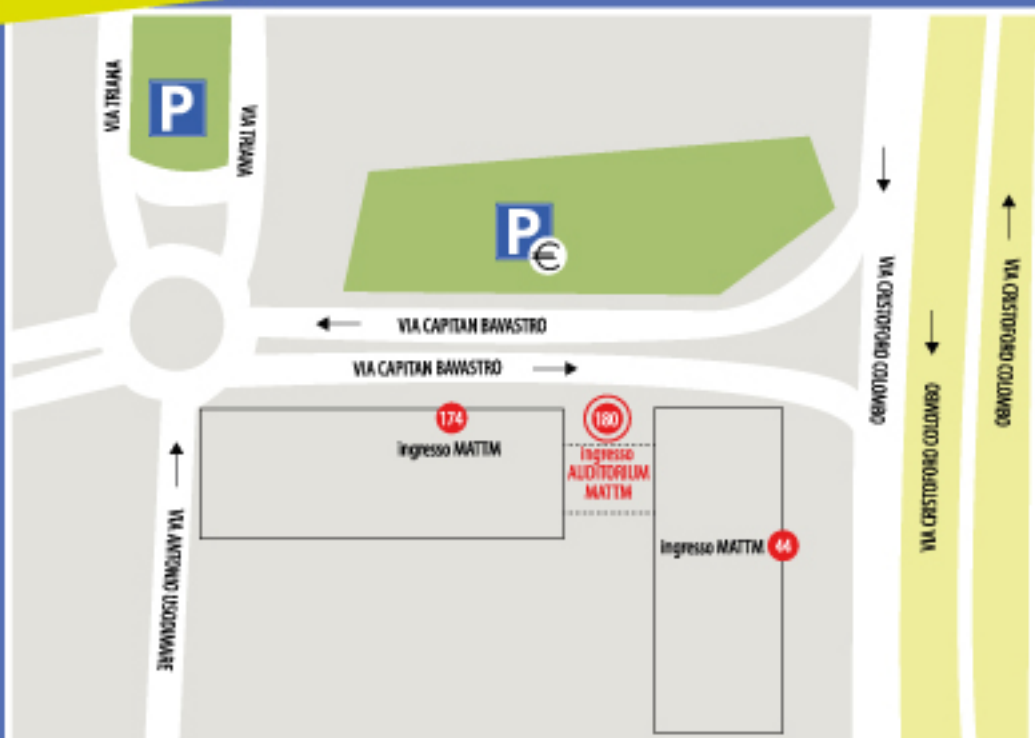 VIA TRIANA
P
VIA TRIANA
P
€
VIA CAPITAN BAVASTRO
VIA CAPITAN BAVASTRO
VIA CRISTOFORO COLOMBO
VIA CRISTOFORO COLOMBO
VIA CRISTOFORO COLOMBO
174
ingresso MATTM
180
ingresso
AUDITORIUM
MATTM
ingresso MATTM
44
VIA ANTONIO USODIMARE